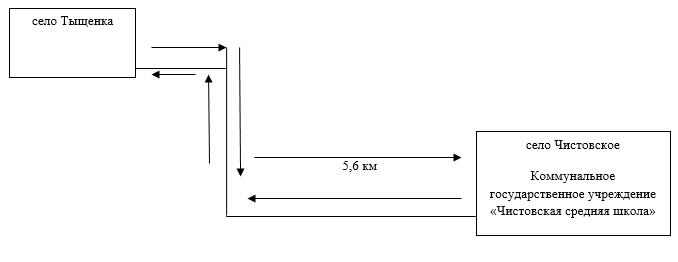 село Тыщенка
5,6 км
село Чистовское
Коммунальное
государственное учреждение
«Чистовская средняя школа»